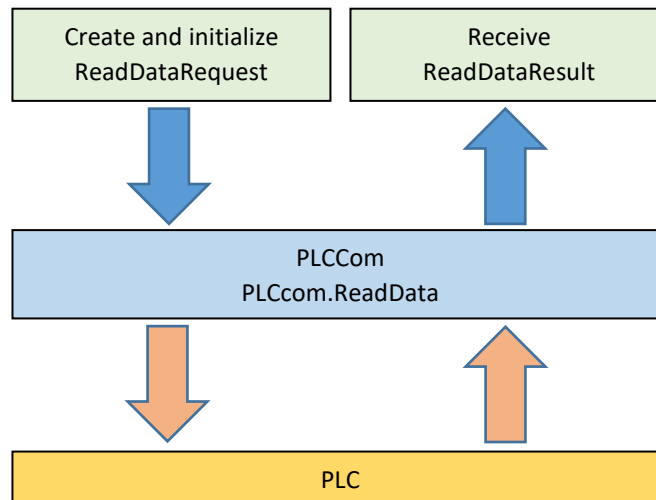 Create and initialize
ReadDataRequest
Receive
ReadDataResult
PLCCom
PLCcom.ReadData
PLC